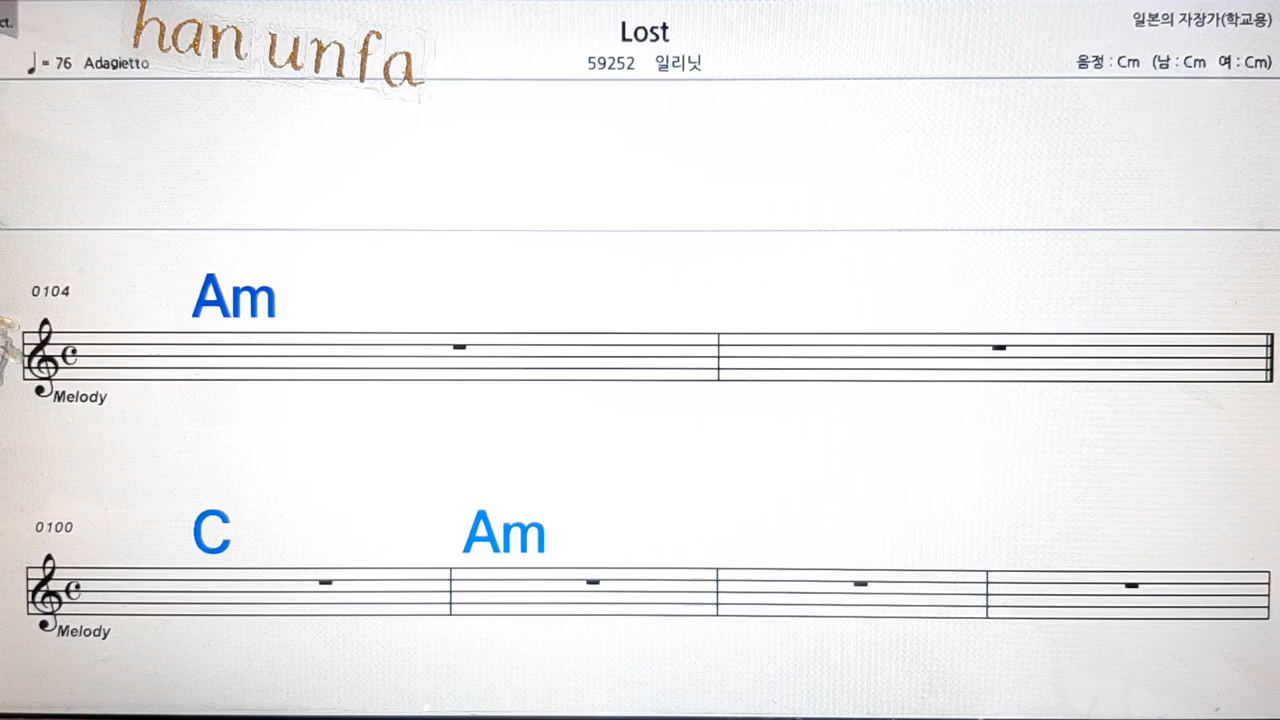 ct.
han unfa
Lost
일본의 자장가(학교용)
♩ = 76 Adagietto
59252 일리닛
음정 : Cm (남 : Cm 여 : Cm)
0104
Am
Melody
0100
C Am
Melody